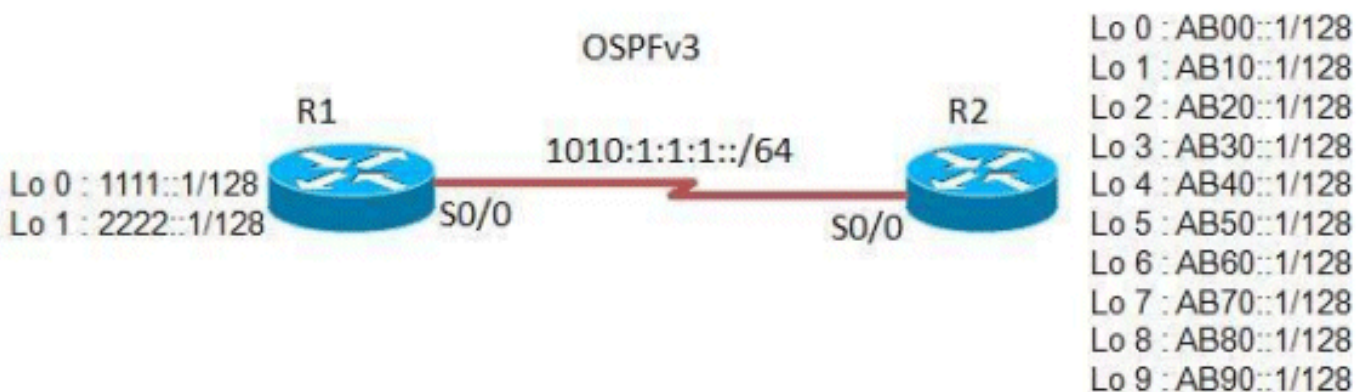 OSPFv3
R1
R2
1010:1:1:1::/64
Lo 0 : 1111::1/128
Lo 1 : 2222::1/128
S0/0
S0/0
Lo 0 : AB00::1/128
Lo 1 : AB10::1/128
Lo 2 : AB20::1/128
Lo 3 : AB30::1/128
Lo 4 : AB40::1/128
Lo 5 : AB50::1/128
Lo 6 : AB60::1/128
Lo 7 : AB70::1/128
Lo 8 : AB80::1/128
Lo 9 : AB90::1/128